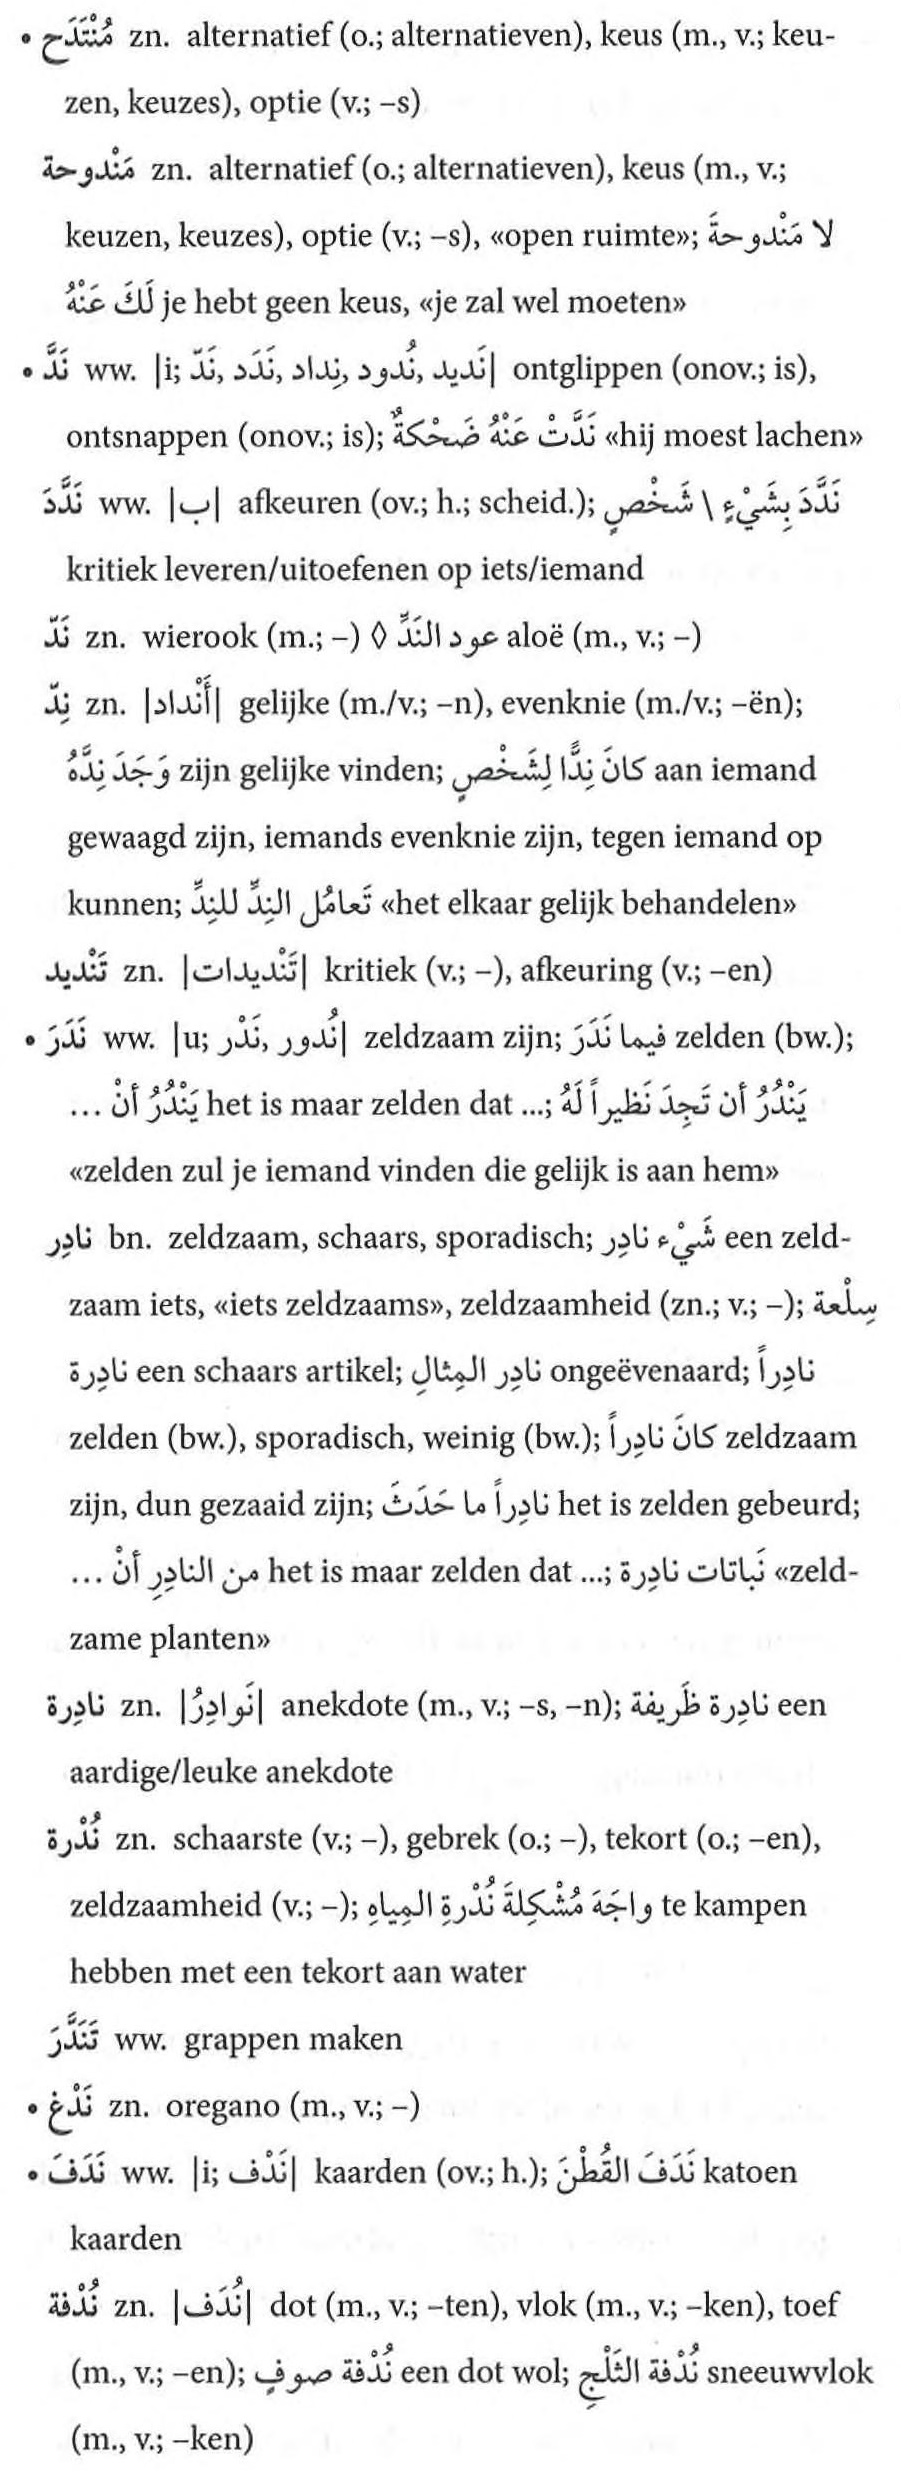 • مُنْتَدَح zn. alternatief (o.; alternatieven), keus (m., v.; keu-
zen, keuzes), optie (v.; –s)
مَنْدوحة zn. alternatief (o.; alternatieven), keus (m., v.;
keuzen, keuzes), optie (v.; –s), «open ruimte»; لا مَنْدوحةَ
لَكَ عَنْهُ je hebt geen keus, «je zal wel moeten»
• نَدَّ ww. |i; نَدّ, نَدَد, نِداد, نُدود, نَديد| ontglippen (onov.; is),
ontsnappen (onov.; is); نَدَّتْ عَنْهُ ضَحْكةٌ «hij moest lachen»
نَدَّدَ ww. |ب| afkeuren (ov.; h.; scheid.); نَدَّدَ بِشَيْءٍ \ شَخْصٍ
kritiek leveren/uitoefenen op iets/iemand
نَدّ zn. wierook (m.; –) ◊ عود النَدِّ aloë (m., v.; –)
نِدّ zn. |أَنْداد| gelijke (m./v.; –n), evenknie (m./v.; –ën);
وَجَدَ نِدَّهُ zijn gelijke vinden; كانَ نِدًّا لِشَخْصٍ aan iemand
gewaagd zijn, iemands evenknie zijn, tegen iemand op
kunnen; تَعامُل النِدِّ للنِدِّ «het elkaar gelijk behandelen»
تَنْديد zn. |تَنْديدات| kritiek (v.; –), afkeuring (v.; –en)
• نَدَرَ ww. |u; نَدْر, نُدور| zeldzaam zijn; فيما نَدَرَ zelden (bw.);
يَنْدُرُ أنْ ... het is maar zelden dat ...; يَنْدُرُ أن تَجِدَ نَظيراً لَهُ
«zelden zul je iemand vinden die gelijk is aan hem»
نادِر bn. zeldzaam, schaars, sporadisch; شَيْء نادِر een zeld-
zaam iets, «iets zeldzaams», zeldzaamheid (zn.; v.; –); سِلْعة
نادِرة een schaars artikel; نادِر المِثالِ ongeëvenaard; نادِراً
zelden (bw.), sporadisch, weinig (bw.); كانَ نادِراً zeldzaam
zijn, dun gezaaid zijn; نادِراً ما حَدَثَ het is zelden gebeurd;
من النادِرِ أنْ ... het is maar zelden dat ...; نَباتات نادِرة «zeld-
zame planten»
نادِرة zn. |نَوادِرُ| anekdote (m., v.; –s, –n); نادِرة ظَريفة een
aardige/leuke anekdote
نُدْرة zn. schaarste (v.; –), gebrek (o.; –), tekort (o.; –en),
zeldzaamheid (v.; –); واجَهَ مُشْكِلةَ نُدْرةِ المِياهِ te kampen
hebben met een tekort aan water
تَنَدَّرَ ww. grappen maken
• نَدْغ zn. oregano (m., v.; –)
• نَدَفَ ww. |i; نَدْف| kaarden (ov.; h.); نَدَفَ القُطْنَ katoen
kaarden
نُدْفة zn. |نُدَف| dot (m., v.; –ten), vlok (m., v.; –ken), toef
(m., v.; –en); نُدْفة صوفٍ een dot wol; نُدْفة الثَلْجِ sneeuwvlok
(m., v.; –ken)